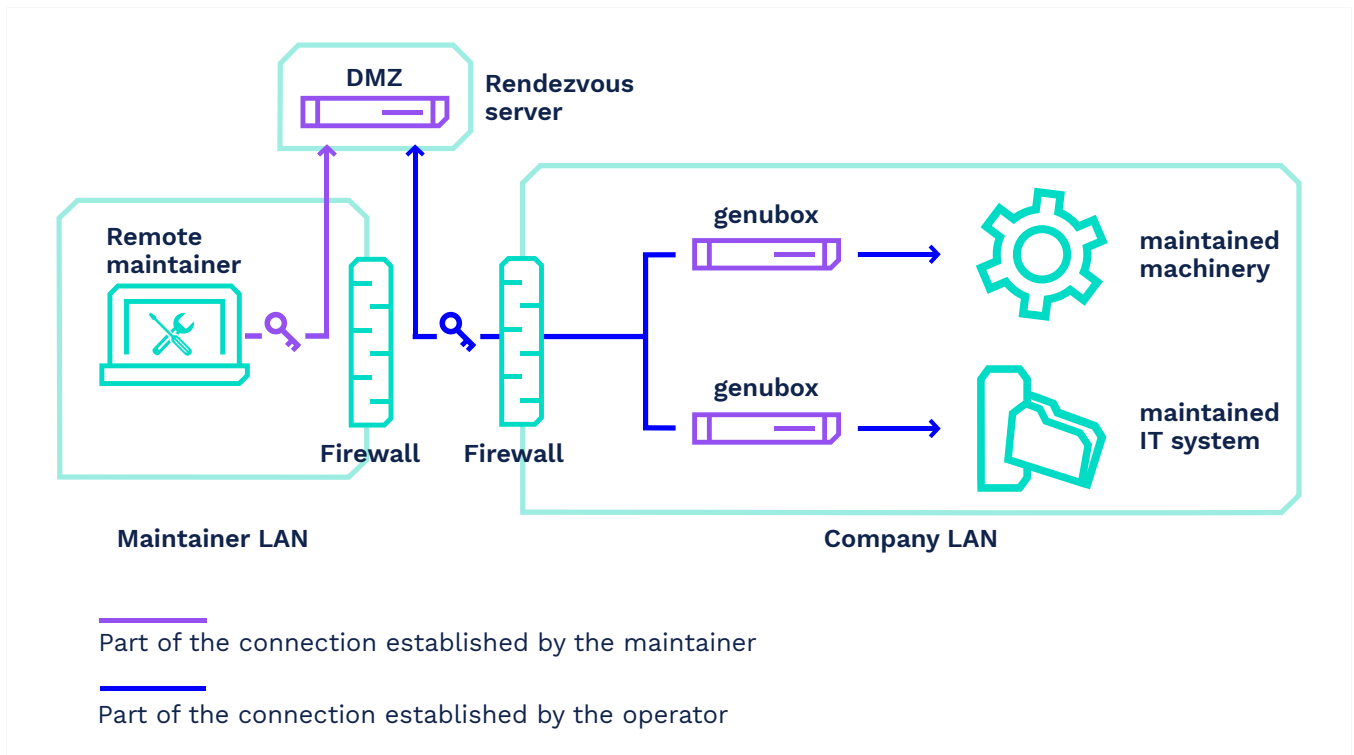 DMZ
Rendezvous
server
Remote
maintainer
genubox
maintained
machinery
genubox
maintained
IT system
Firewall
Firewall
Maintainer LAN
Company LAN
Part of the connection established by the maintainer
Part of the connection established by the operator